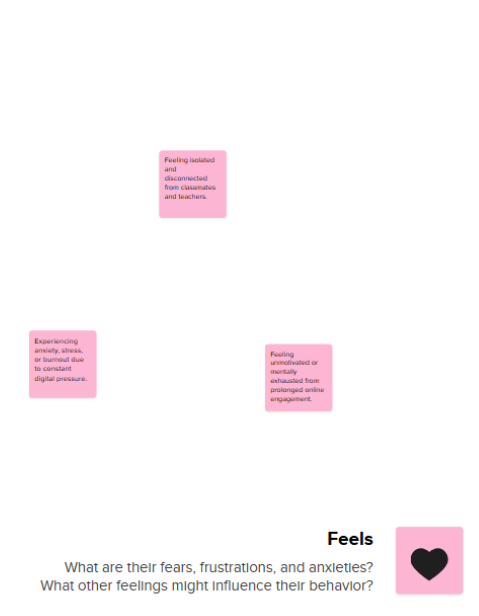 Feeling isolated
and
disconnected
from classmates
and teachers.
Experiencing
anxiety, stress,
or burnout due
to constant
digital pressure.
Feeling
unmotivated or
mentally
exhausted from
prolonged online
engagement.
Feels
What are their fears, frustrations, and anxieties?
What other feelings might influence their behavior?